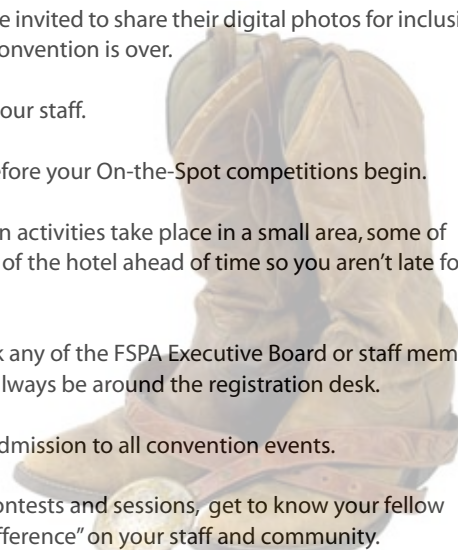 e invited to share their digital photos for inclusi
onvention is over.
our staff.
efore your On-the-Spot competitions begin.
n activities take place in a small area, some of
of the hotel ahead of time so you aren't late fo
k any of the FSPA Executive Board or staff mem
lways be around the registration desk.
dmission to all convention events.
ontests and sessions, get to know your fellow
fference" on your staff and community.